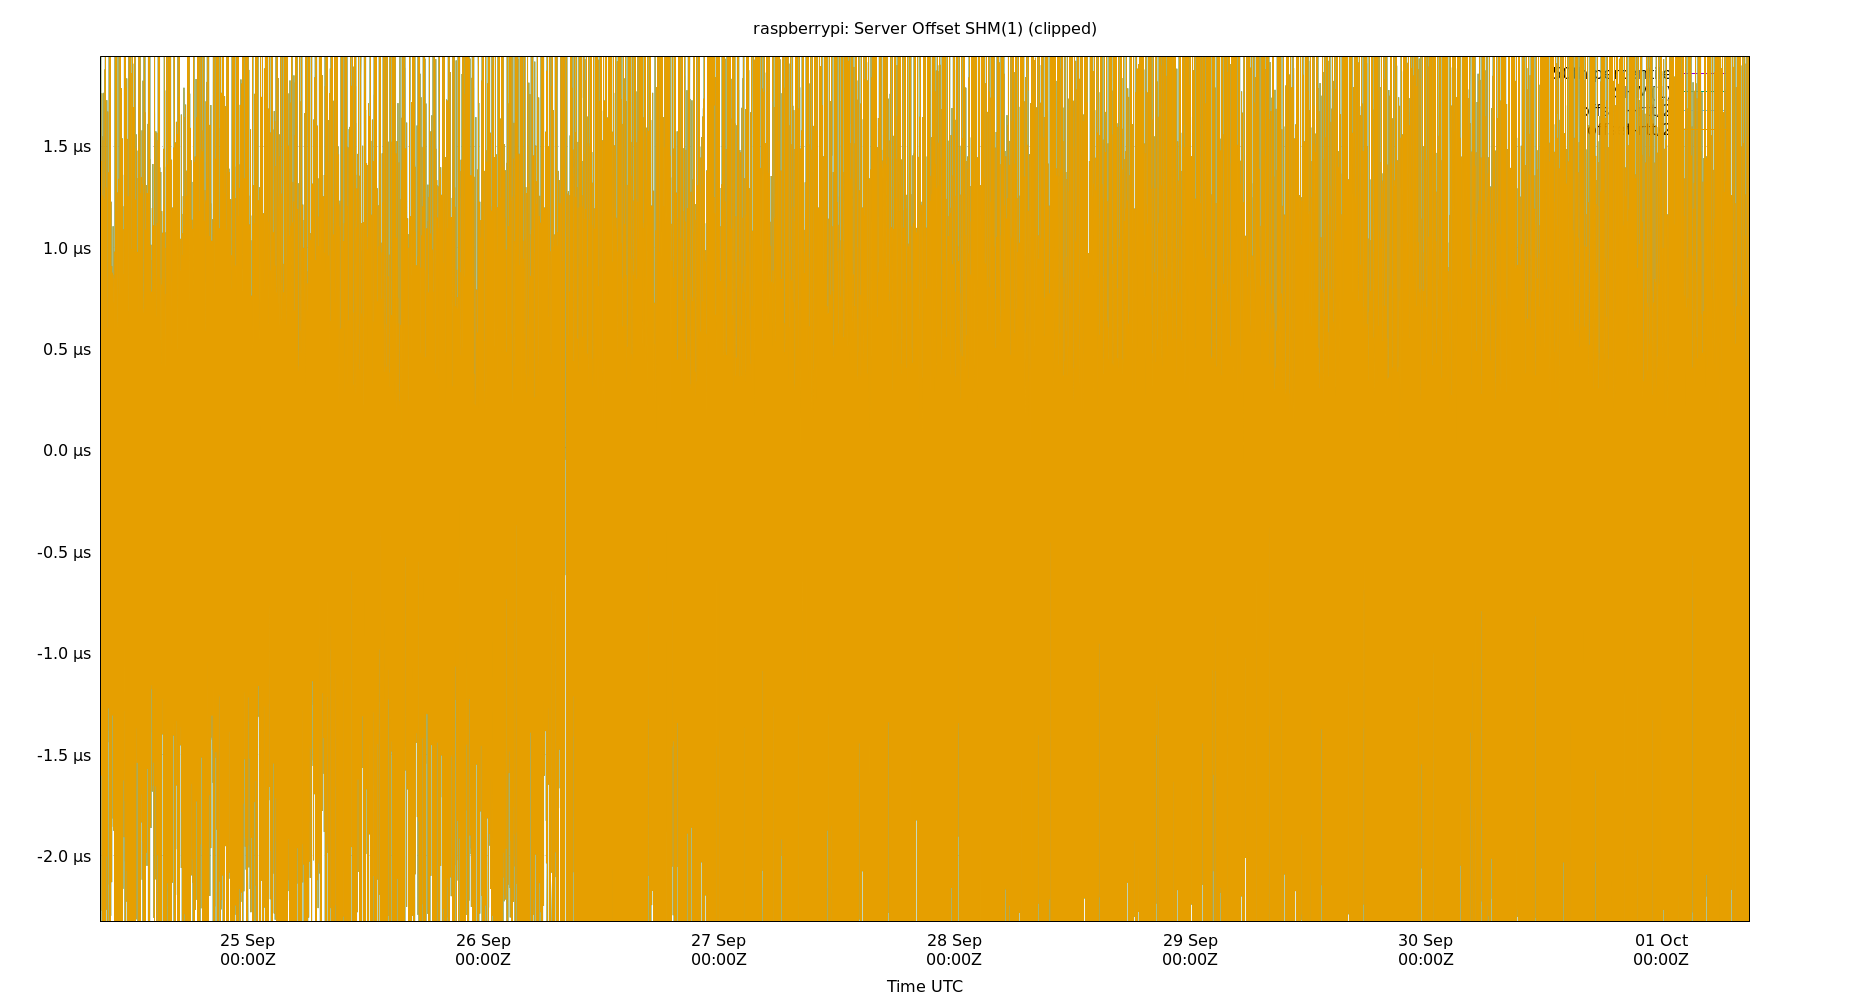 raspberrypi: Server Offset SHM(1) (clipped)
1.5 μs
1.0 μs
0.5 μs
0.0 μs
-0.5 μs
-1.0 μs
-1.5 μs
-2.0 μs
25 Sep 26 Sep 27 Sep 28 Sep 29 Sep 30 Sep 01 Oct
00:00Z 00:00Z 00:00Z 00:00Z 00:00Z 00:00Z 00:00Z
Time UTC